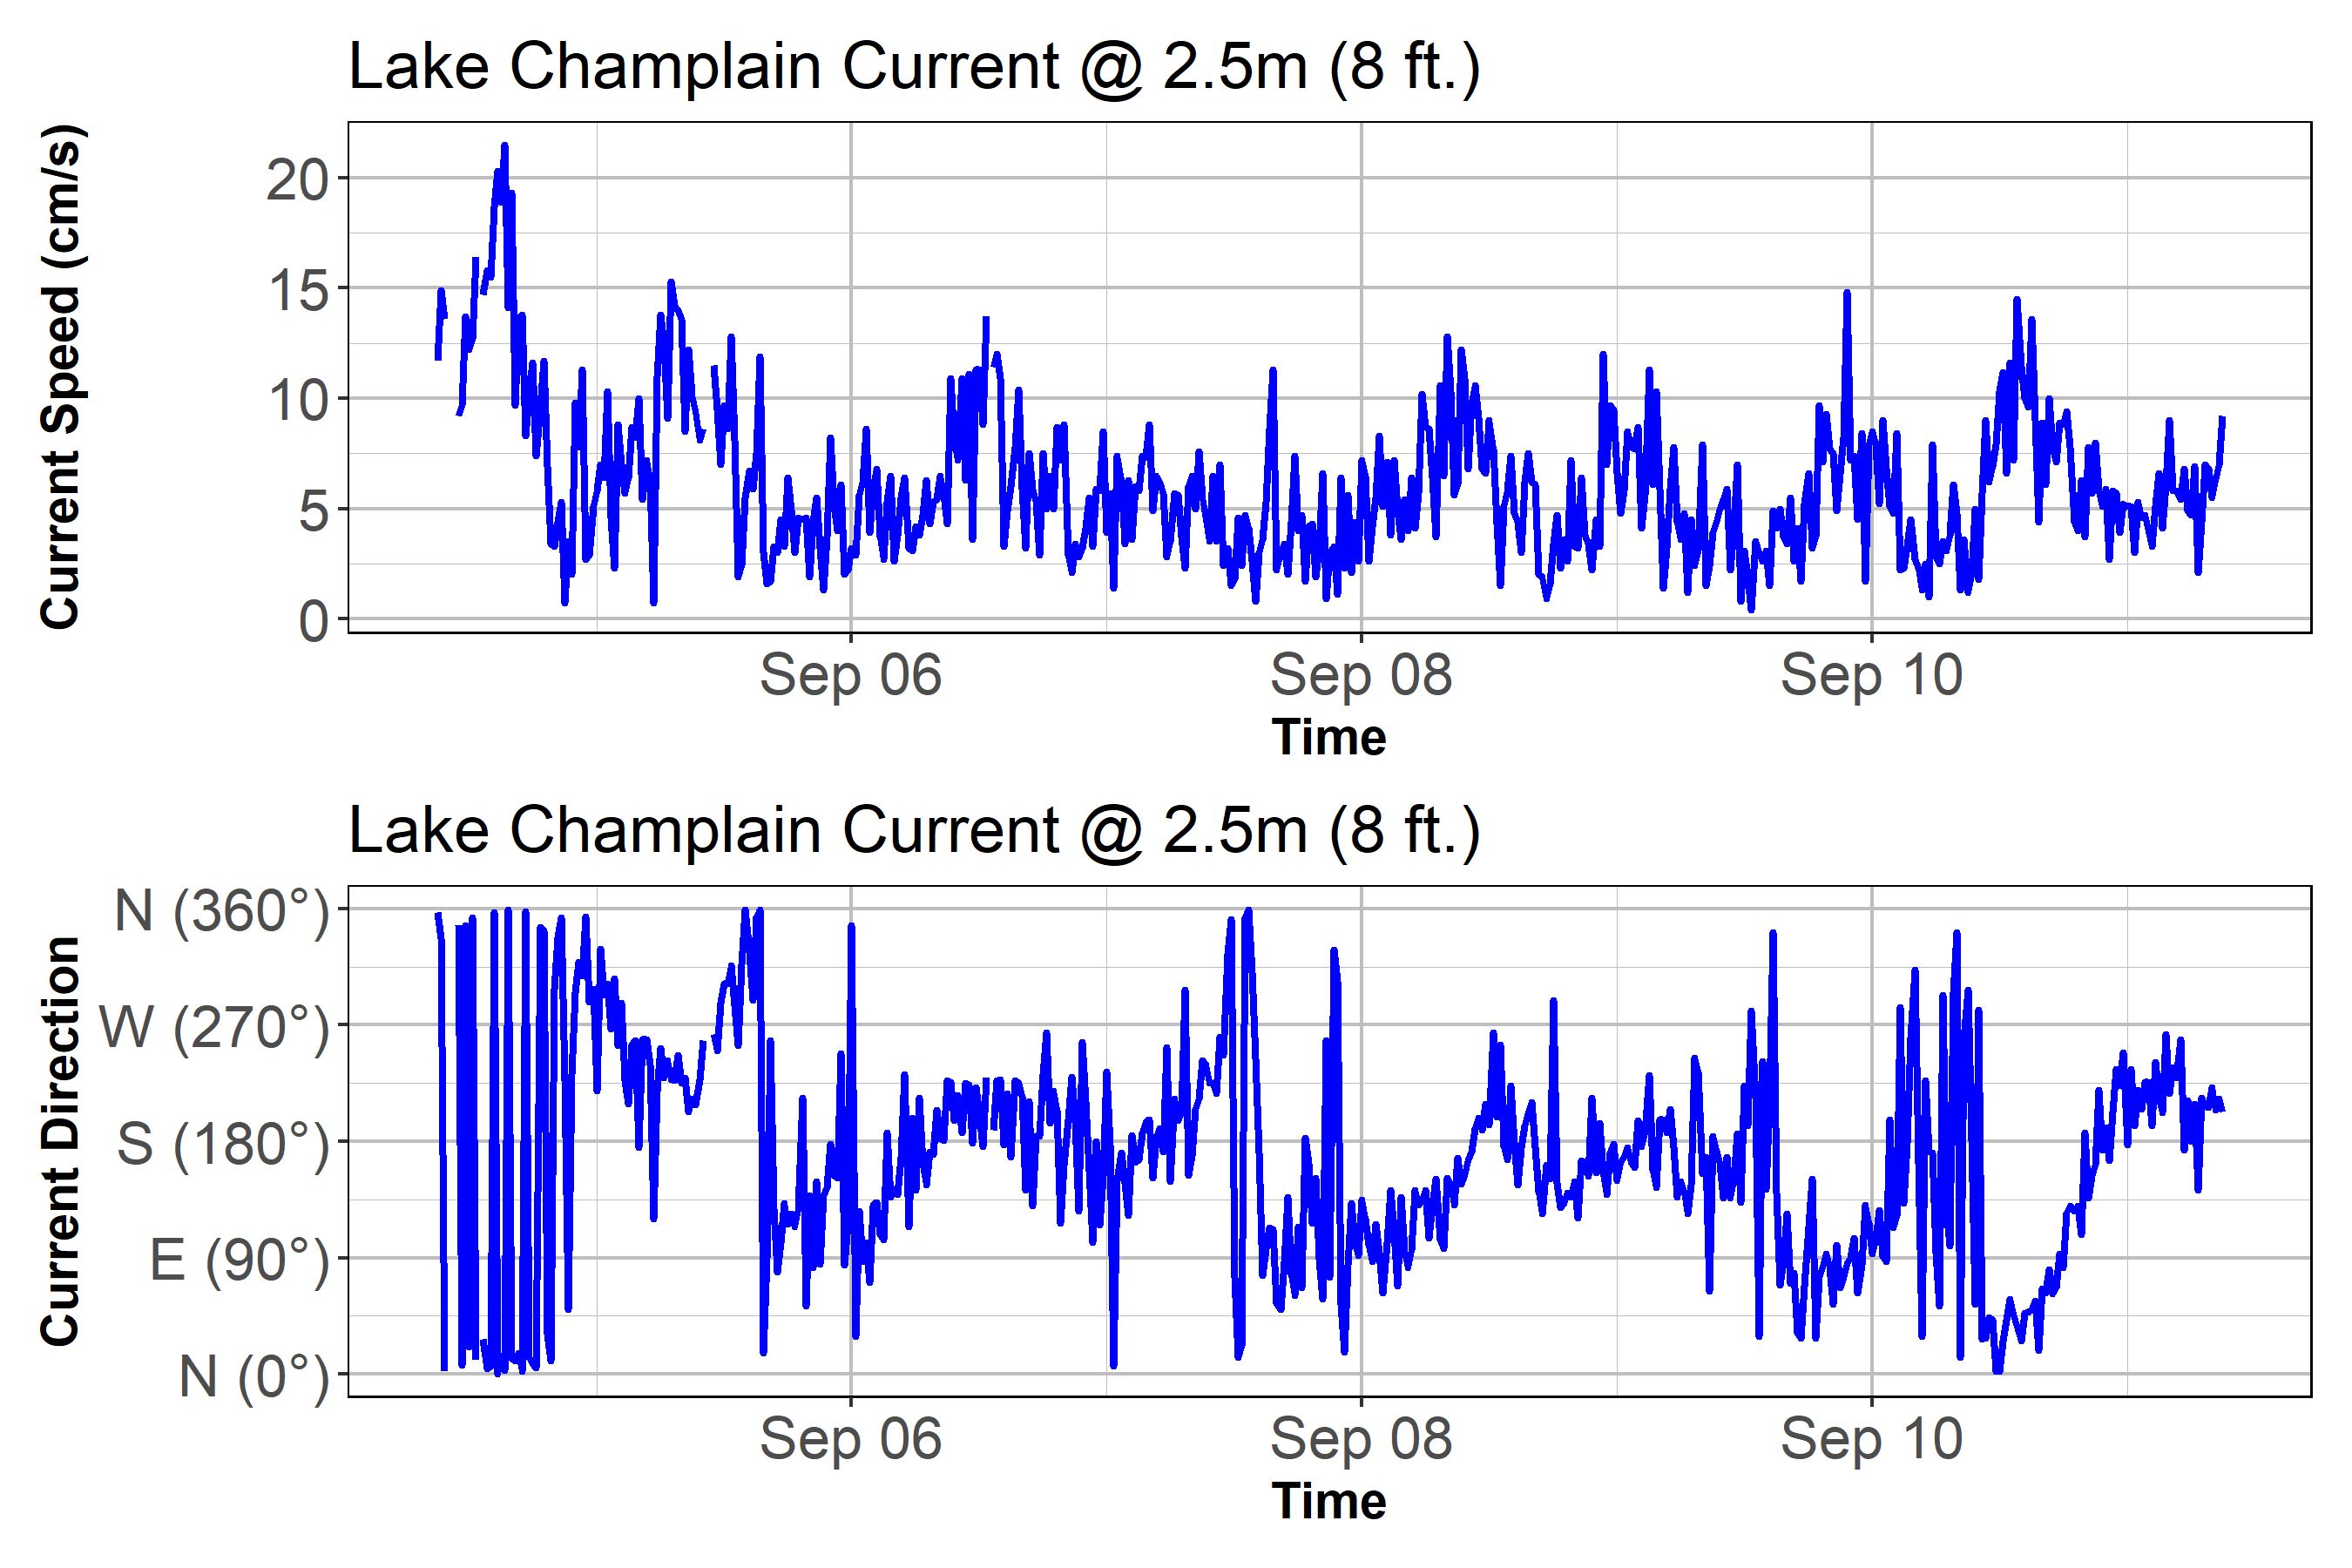 Lake Champlain Current @ 2.5m (8 ft.)
Current Speed (cm/s)
20
15
10
5
0
Sep 06 Sep 08 Sep 10
Time
Lake Champlain Current @ 2.5m (8 ft.)
Current Direction
N (360°)
W (270°)
S (180°)
E (90°)
N (0°)
Sep 06 Sep 08 Sep 10
Time